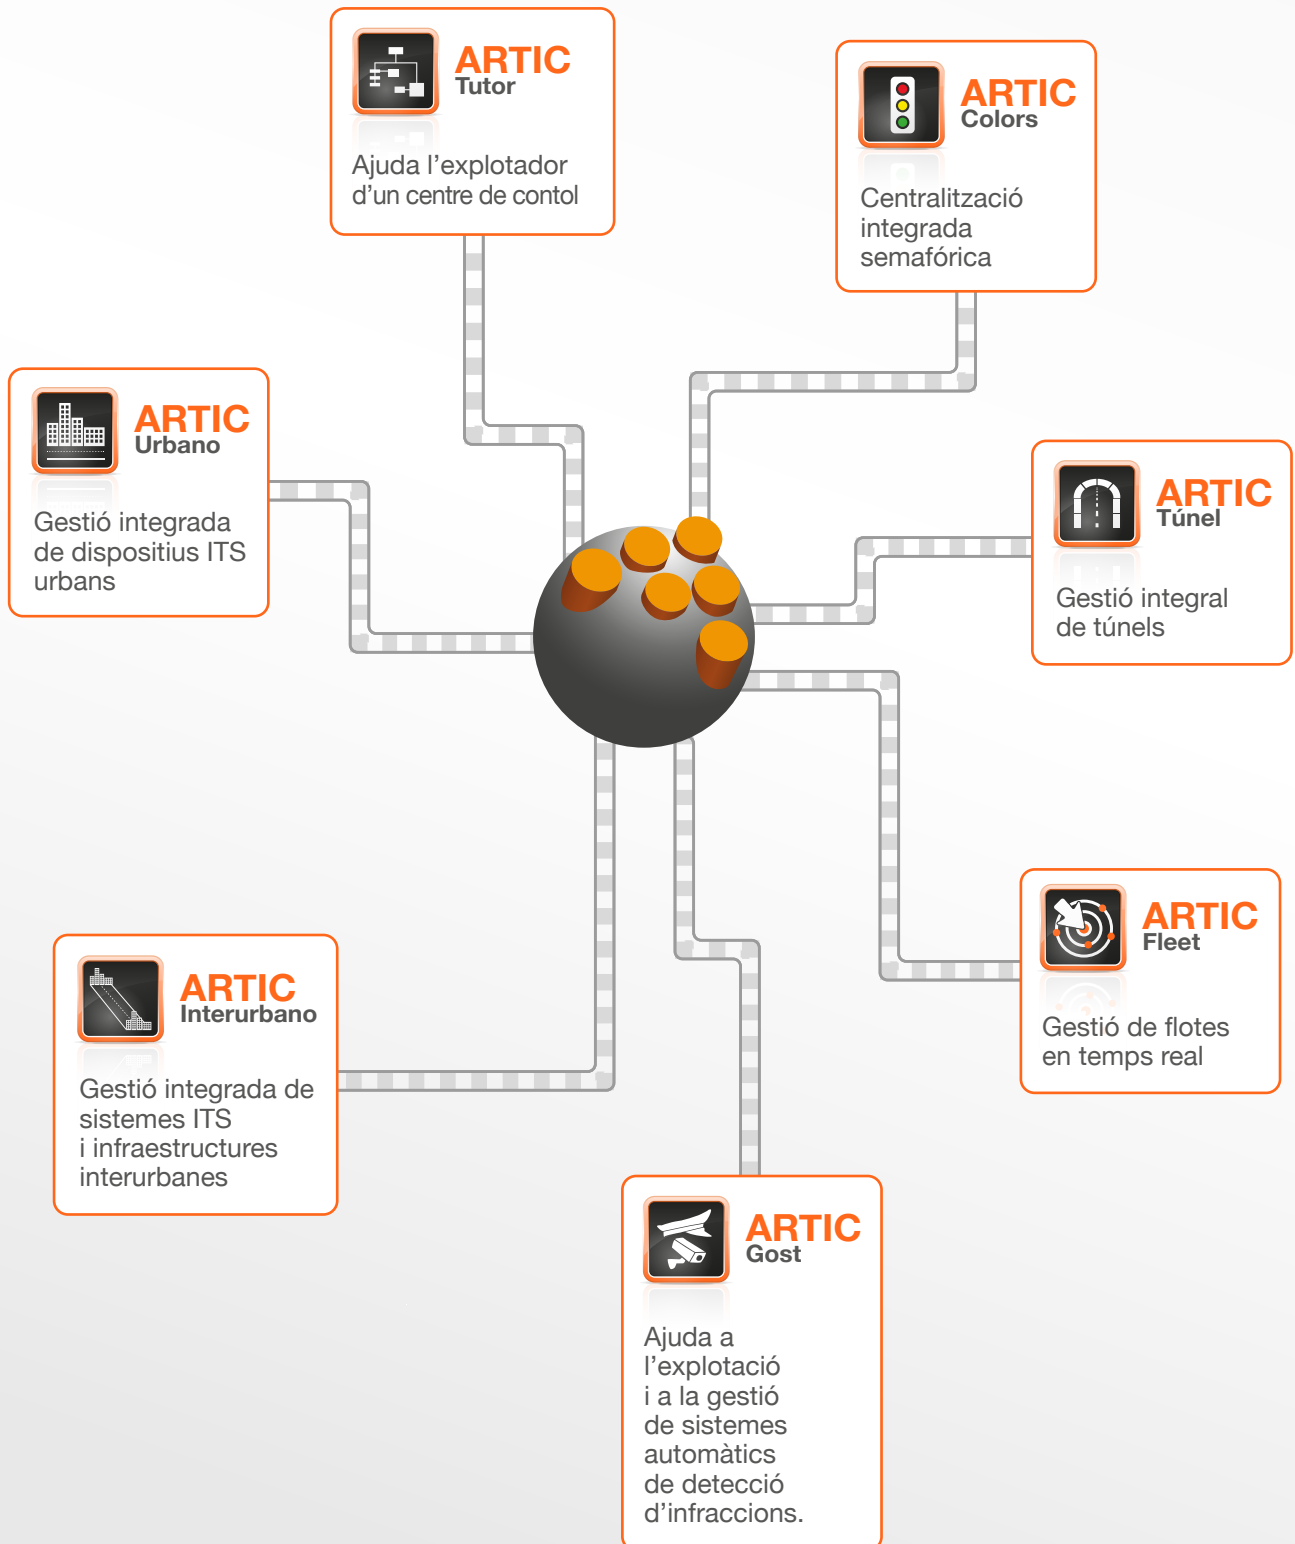 ARTIC
Tutor
Ajuda l’explotador
d’un centre de contol
ARTIC
Colors
Centralització
integrada
semafórica
ARTIC
Urbano
Gestió integrada
de dispositius ITS
urbans
ARTIC
Túnel
Gestió integral
de túnels
ARTIC
Fleet
Gestió de flotes
en temps real
ARTIC
Interurbano
Gestió integrada de
sistemes ITS
i infraestructures
interurbanes
ARTIC
Gost
Ajuda a
l’explotació
i a la gestió
de sistemes
automàtics
de detecció
d’infraccions.